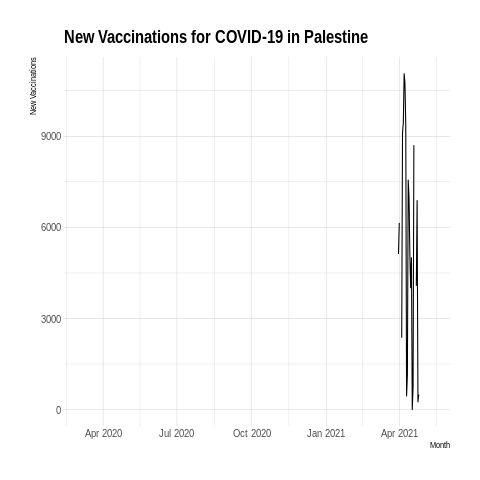 New Vaccinations for COVID-19 in Palestine
New Vaccinations
9000
6000
3000
0
Apr 2020 Jul 2020 Oct 2020 Jan 2021 Apr 2021
Month